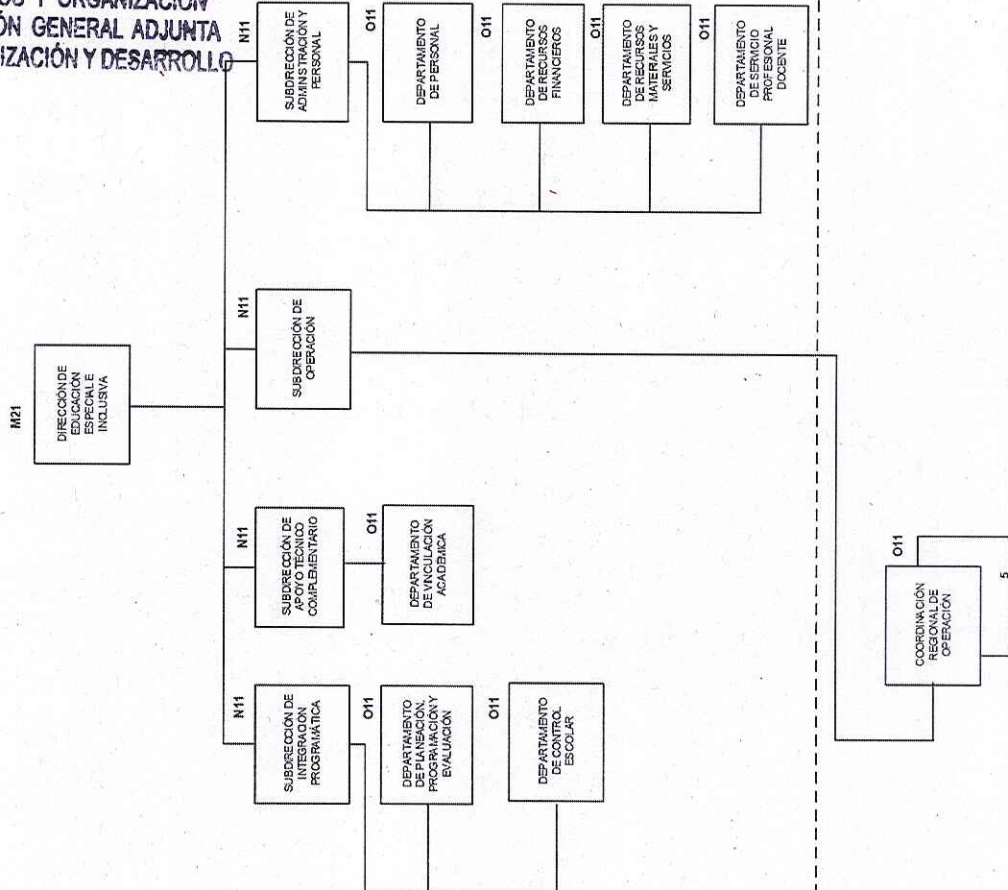 ÓN GENERAL ADJUNTA
IZACIÓN Y DESARROLLO
M21
DIRECCIÓN DE
EDUCACIÓN
ESPECIAL E
INCLUSIVA
N11
SUBDIRECCIÓN DE
INTEGRACIÓN
PROGRAMÁTICA
N11
SUBDIRECCIÓN DE
APOYO TÉCNICO
COMPLEMENTARIO
N11
SUBDIRECCIÓN DE
OPERACIÓN
N11
SUBDIRECCIÓN DE
ADMINISTRACIÓN Y
PERSONAL
O11
DEPARTAMENTO
DE PLANEACIÓN,
PROGRAMACIÓN Y
EVALUACIÓN
O11
DEPARTAMENTO
DE CONTROL
ESCOLAR
O11
DEPARTAMENTO
DE VINCULACIÓN
ACADÉMICA
O11
DEPARTAMENTO
DE PERSONAL
O11
DEPARTAMENTO
DE RECURSOS
FINANCIEROS
O11
DEPARTAMENTO
DE RECURSOS
MATERIALES Y
SERVICIOS
O11
DEPARTAMENTO
DE SERVICIO
PROFESIONAL
DOCENTE
O11
COORDINACIÓN
REGIONAL DE
OPERACIÓN
5